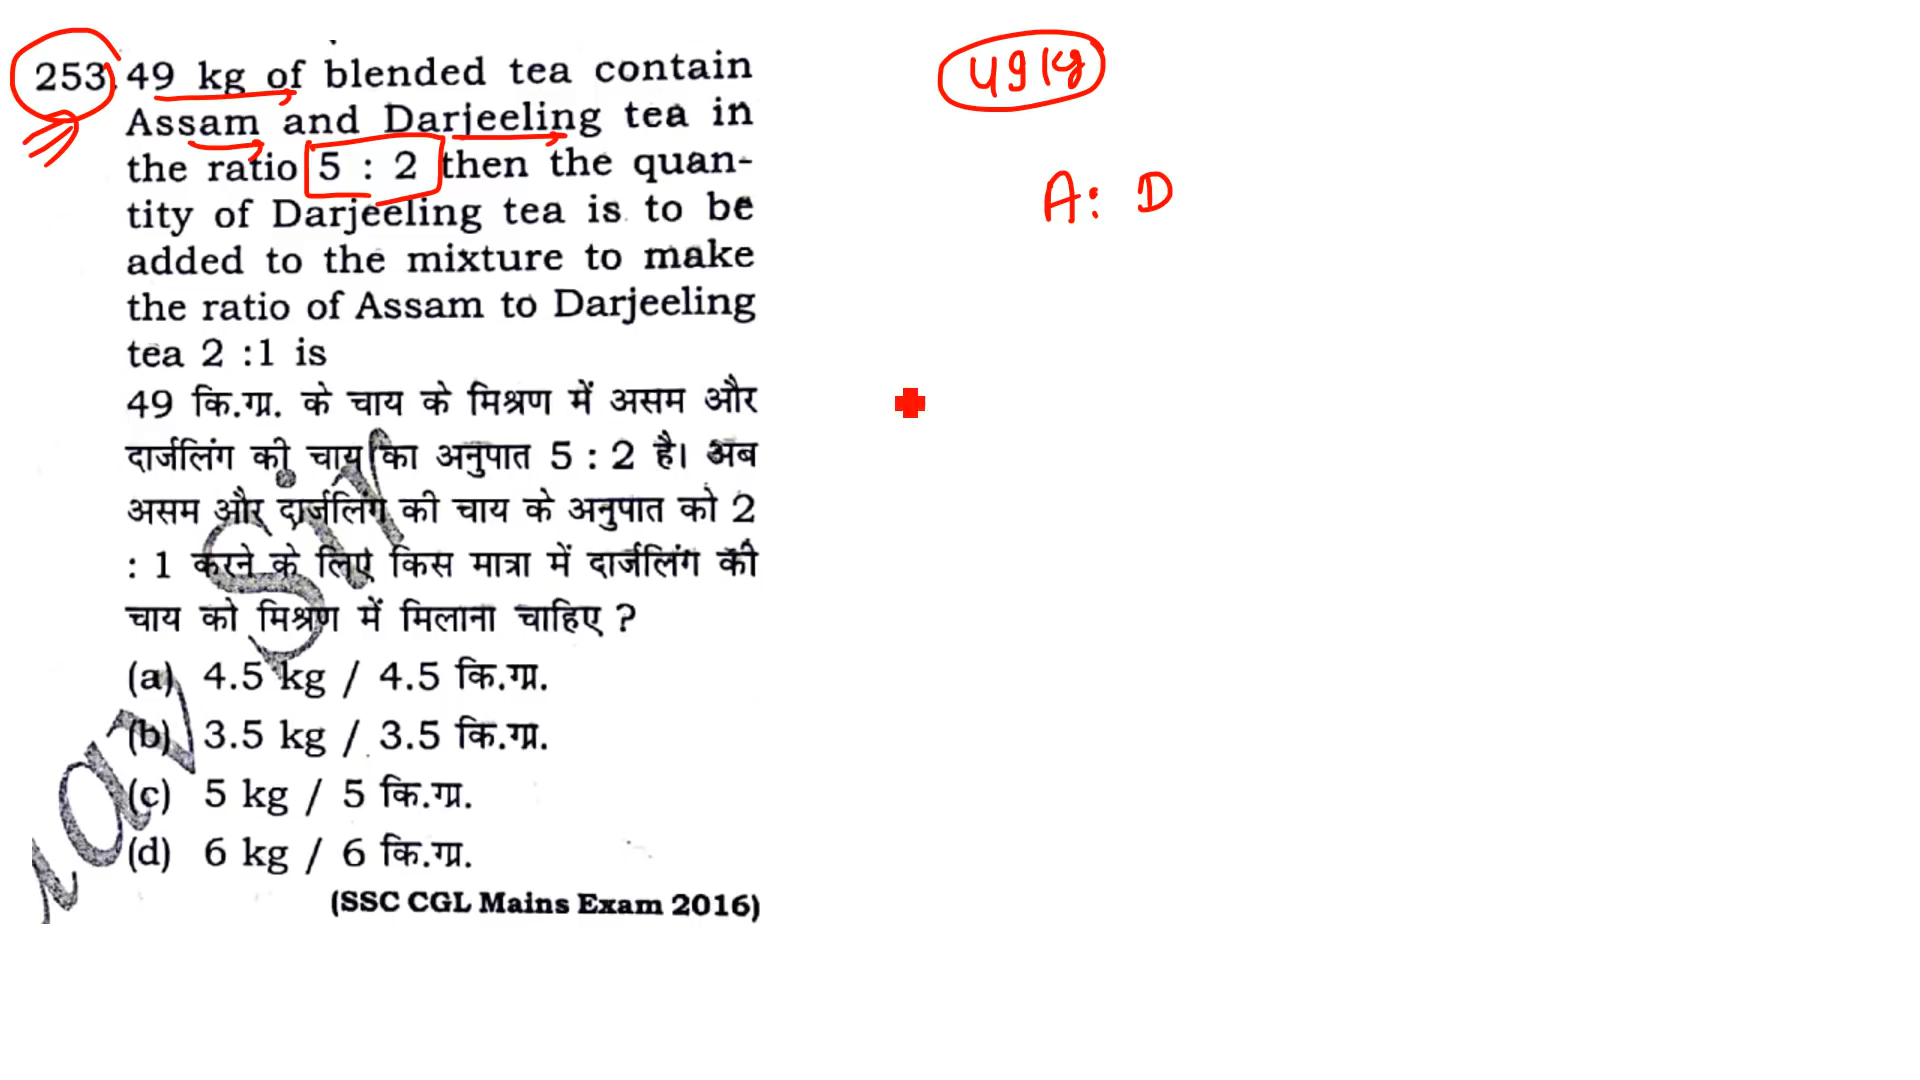 253. 49 kg of blended tea contain
Assam and Darjeeling tea in
the ratio 5 : 2 then the quan-
tity of Darjeeling tea is to be
added to the mixture to make
the ratio of Assam to Darjeeling
tea 2 :1 is
49 कि.ग्रा. के चाय के मिश्रण में असम और
दार्जलिंग की चाय का अनुपात 5 : 2 है। अब
असम और दार्जलिंग की चाय के अनुपात को 2
: 1 करने के लिए किस मात्रा में दार्जलिंग की
चाय को मिश्रण में मिलाना चाहिए ?
(a) 4.5 kg / 4.5 कि.ग्रा.
(b) 3.5 kg / 3.5 कि.ग्रा.
(c) 5 kg / 5 कि.ग्रा.
(d) 6 kg / 6 कि.ग्रा.
(SSC CGL Mains Exam 2016)
49 kg
A: D
Sir